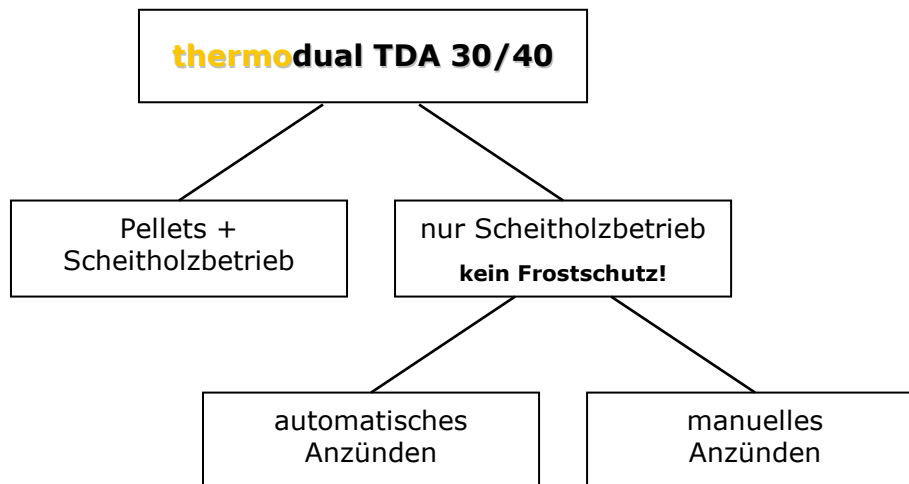 thermodual TDA 30/40
Pellets +
Scheitholzbetrieb
nur Scheitholzbetrieb
kein Frostschutz!
automatisches
Anzünden
manuelles
Anzünden